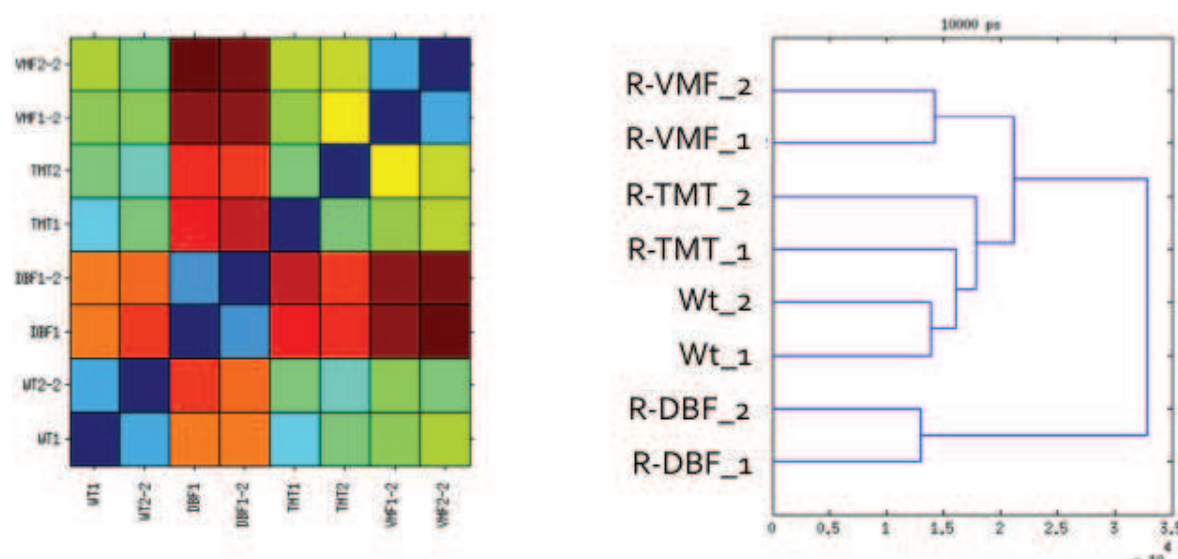 VMF2-2
VMF1-2
TMT2
TMT1
DBF1-2
DBF1
WT2-2
WT1
WT1
WT2-2
DBF1
DBF1-2
TMT1
TMT2
VMF1-2
VMF2-2
10000 ps
R-VMF_2
R-VMF_1
R-TMT_2
R-TMT_1
Wt_2
Wt_1
R-DBF_2
R-DBF_1
0 0.5 1 1.5 2 2.5 3 3.5
4